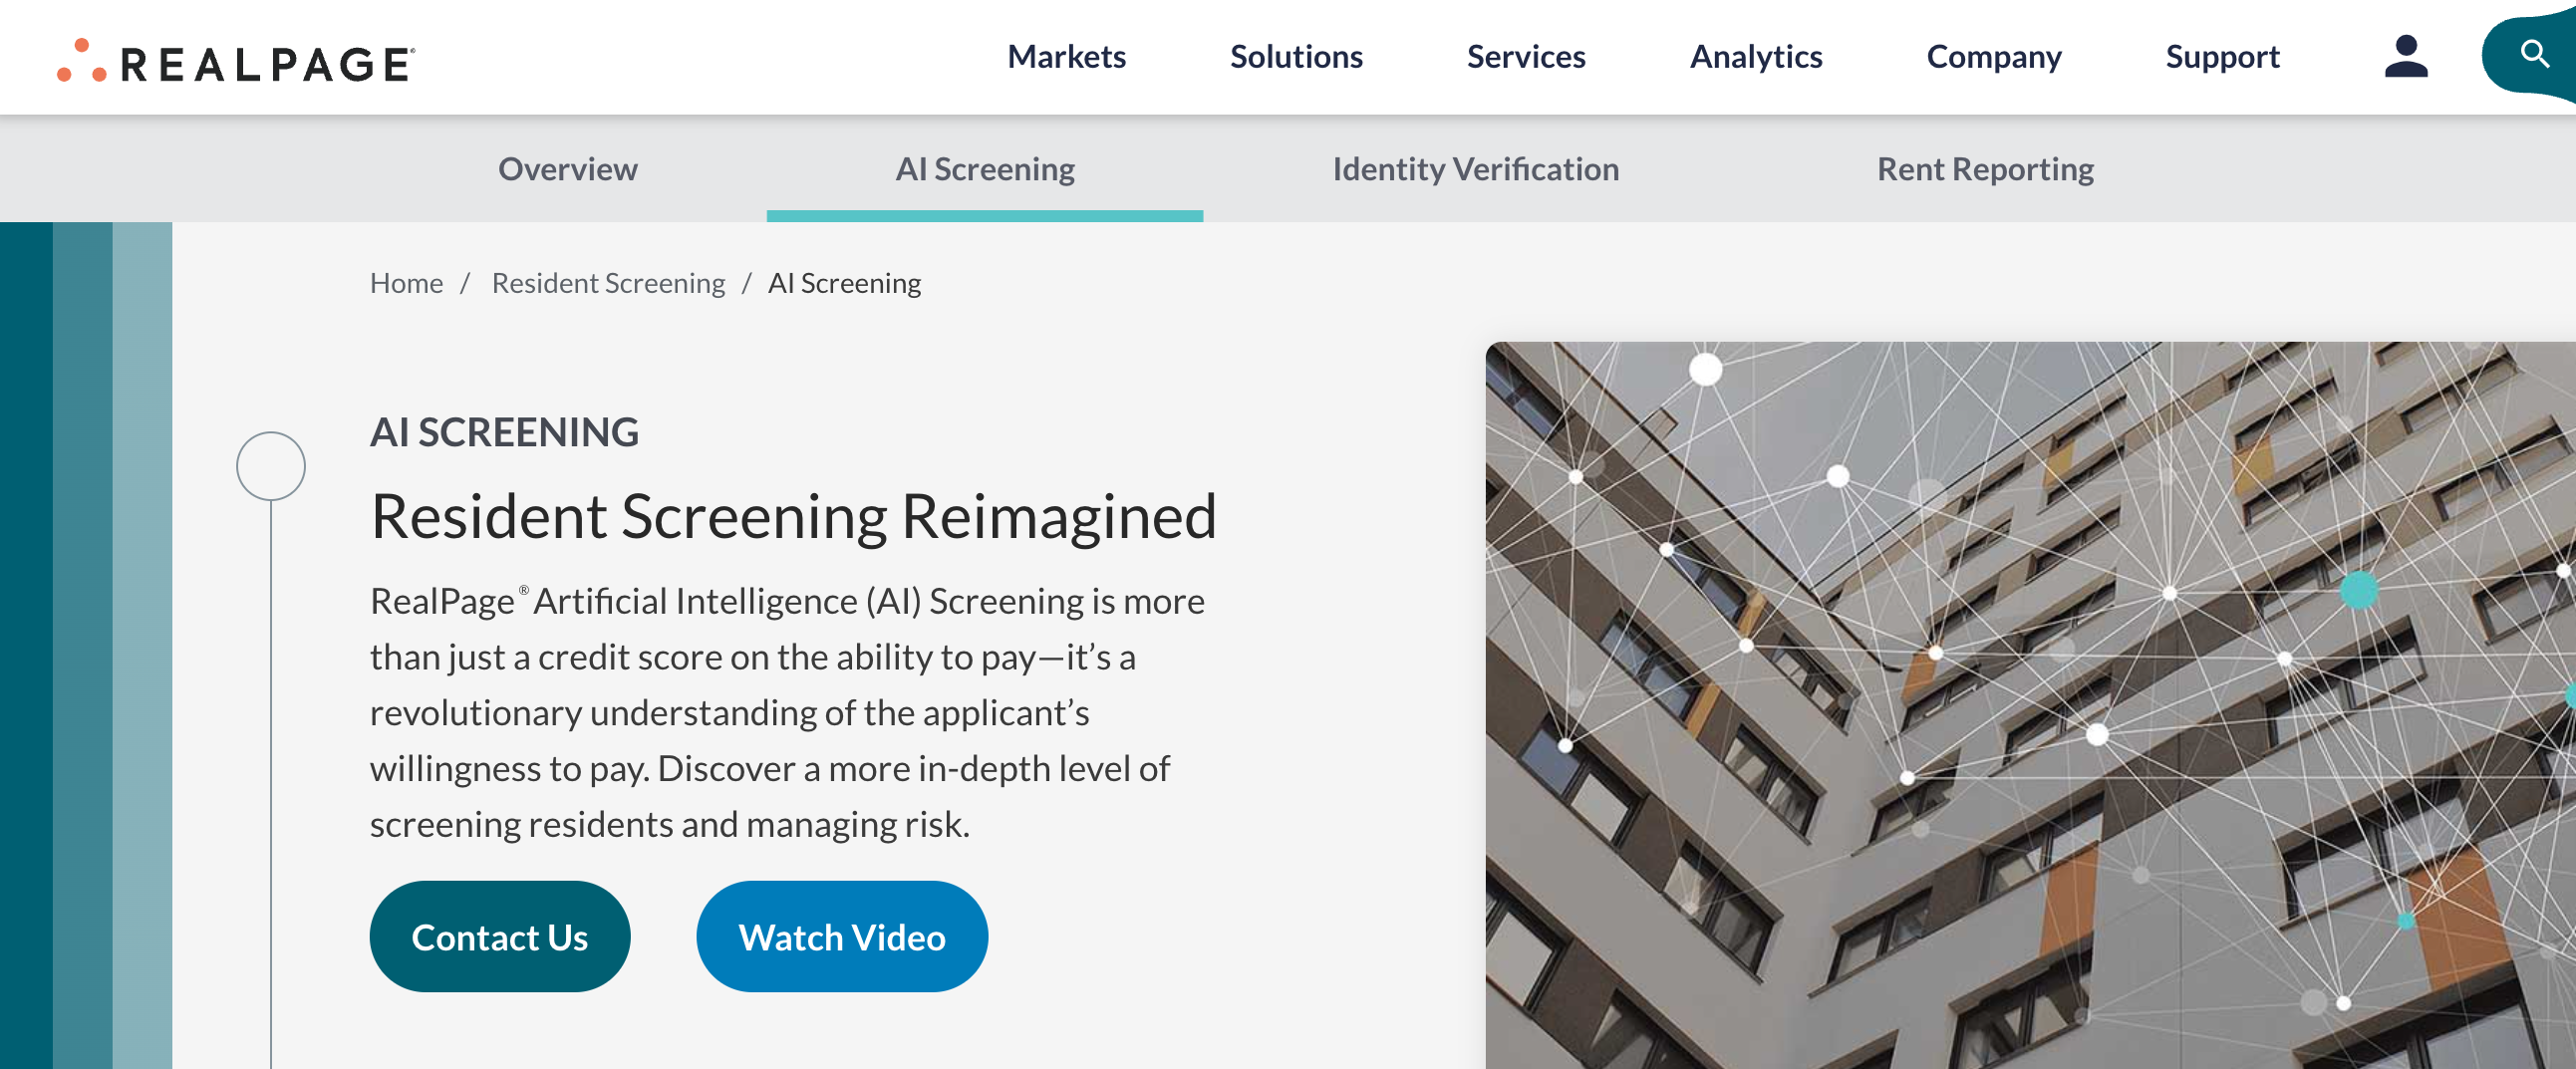 REALPAGE®
Markets Solutions Services Analytics Company Support
Overview AI Screening Identity Verification Rent Reporting
Home / Resident Screening / AI Screening
AI SCREENING
Resident Screening Reimagined
RealPage® Artificial Intelligence (AI) Screening is more
than just a credit score on the ability to pay—it’s a
revolutionary understanding of the applicant’s
willingness to pay. Discover a more in-depth level of
screening residents and managing risk.
Contact Us Watch Video